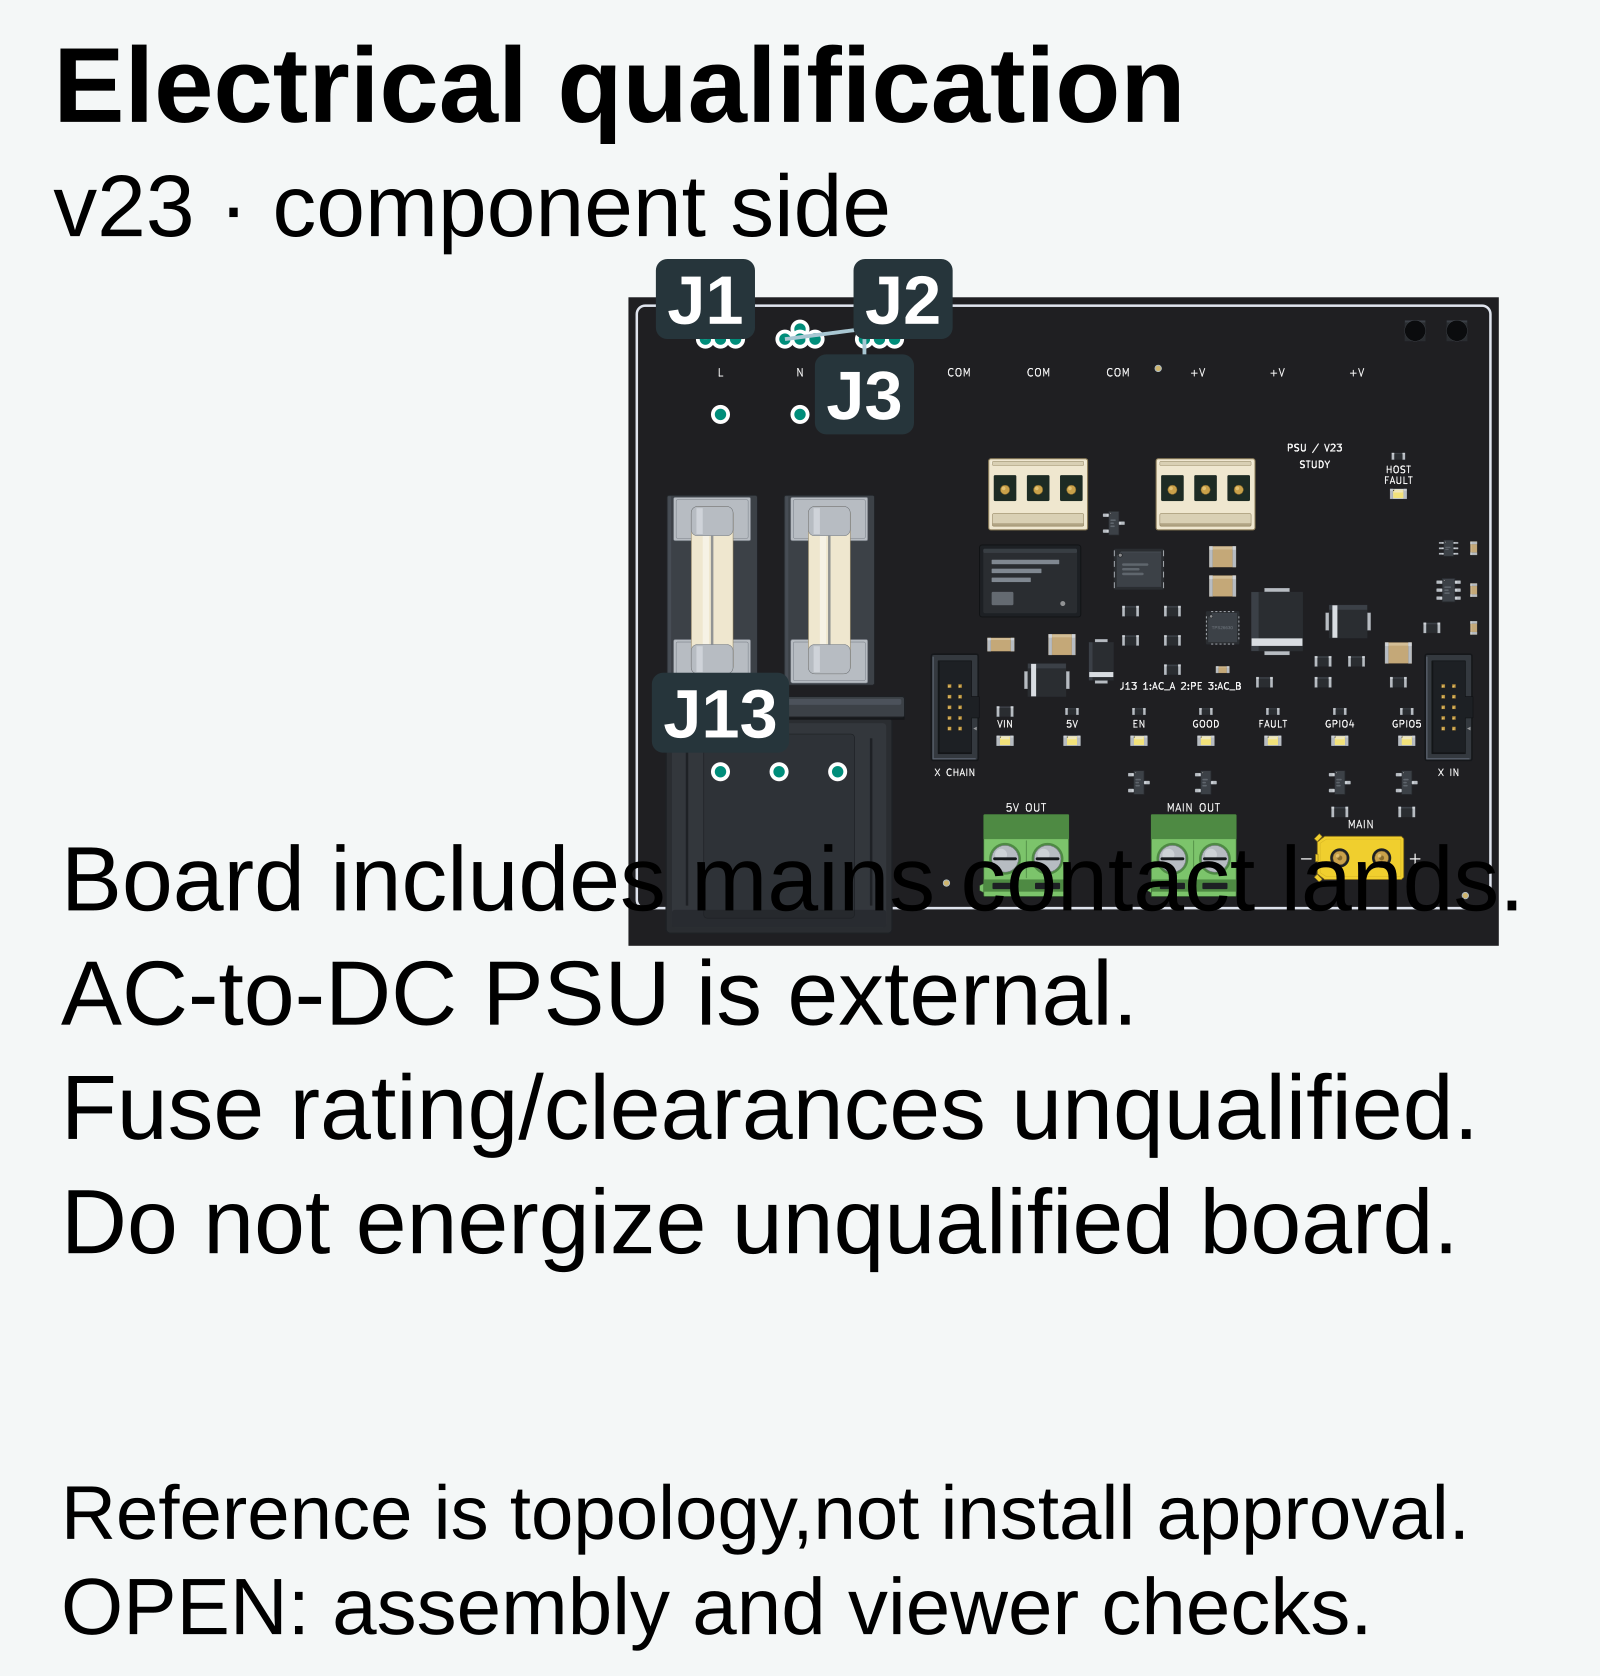 Electrical qualification
v23 · component side
J1
J2
J3
L
N
COM
COM
COM
+V
+V
+V
PSU / V23
STUDY
HOST
FAULT
J13 1:AC_A 2:PE 3:AC_B
J13
VIN
5V
EN
GOOD
FAULT
GPIO4
GPIO5
X CHAIN
X IN
5V OUT
MAIN OUT
MAIN
− +
Board includes mains contact lands.
AC-to-DC PSU is external.
Fuse rating/clearances unqualified.
Do not energize unqualified board.
Reference is topology,not install approval.
OPEN: assembly and viewer checks.